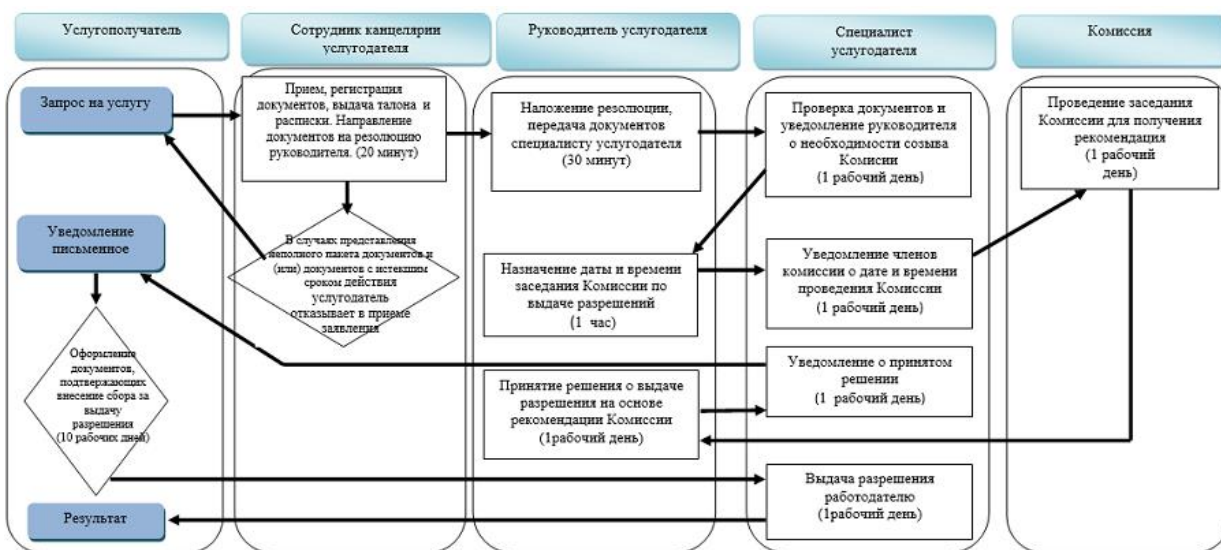 Услугополучатель
Сотрудник канцелярии
услугодателя
Руководитель услугодателя
Специалист
услугодателя
Комиссия
Запрос на услугу
Прием, регистрация
документов, выдача талона и
расписки. Направление
документов на резолюцию
руководителя. (20 минут)
Наложение резолюции,
передача документов
специалисту услугодателя
(30 минут)
Проверка документов и
уведомление руководителя
о необходимости созыва
Комисии
(1 рабочий день)
Проведение заседания
Комиссии для получения
рекомендация
(1 рабочий
день)
Уведомление
письменное
В случаях представления
неполного пакета документов и
(или) документов с истекшим
сроком действия
услугодатель
отказывает в приеме
заявления
Назначение даты и времени
заседания Комиссии по
выдаче разрешений
(1 час)
Уведомление членов
комиссии о дате и времени
проведения Комиссии
(1 рабочий день)
Оформление
документов,
подтвержающих
внесение сбора за
выдачу
разрешения
(10 рабочих дней)
Принятие решения о выдаче
разрешения на основе
рекомендации Комиссии
(1рабочий день)
Уведомление о принятом
решении
(1 рабочий день)
Выдача разрешения
работодателю
(1рабочий день)
Результат